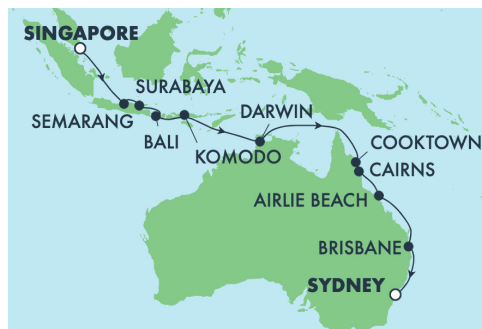 SINGAPORE
SURABAYA
SEMARANG
BALI
KOMODO
DARWIN
COOKTOWN
CAIRNS
AIRLIE BEACH
BRISBANE
SYDNEY